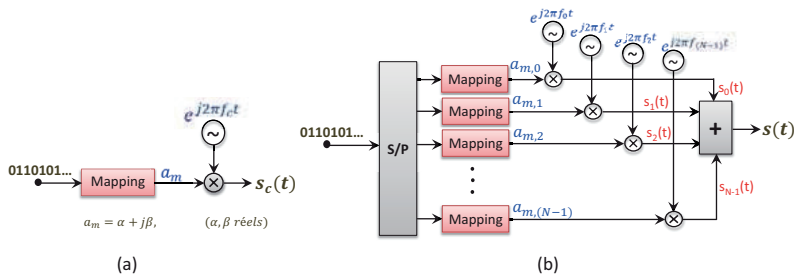 e^{j2πf_C t}
~
0110101...
Mapping
a_m
×
s_c(t)
a_m = α + jβ, (α, β réels)
(a)
e^{j2πf_0 t}
e^{j2πf_1 t}
e^{j2πf_2 t}
e^{j2πf_{(N-1)} t}
~
~
~
~
Mapping
a_{m,0}
×
s_0(t)
Mapping
a_{m,1}
×
s_1(t)
0110101...
S/P
Mapping
a_{m,2}
×
s_2(t)
+
s(t)
⋮
Mapping
a_{m,(N-1)}
×
s_{N-1}(t)
(b)